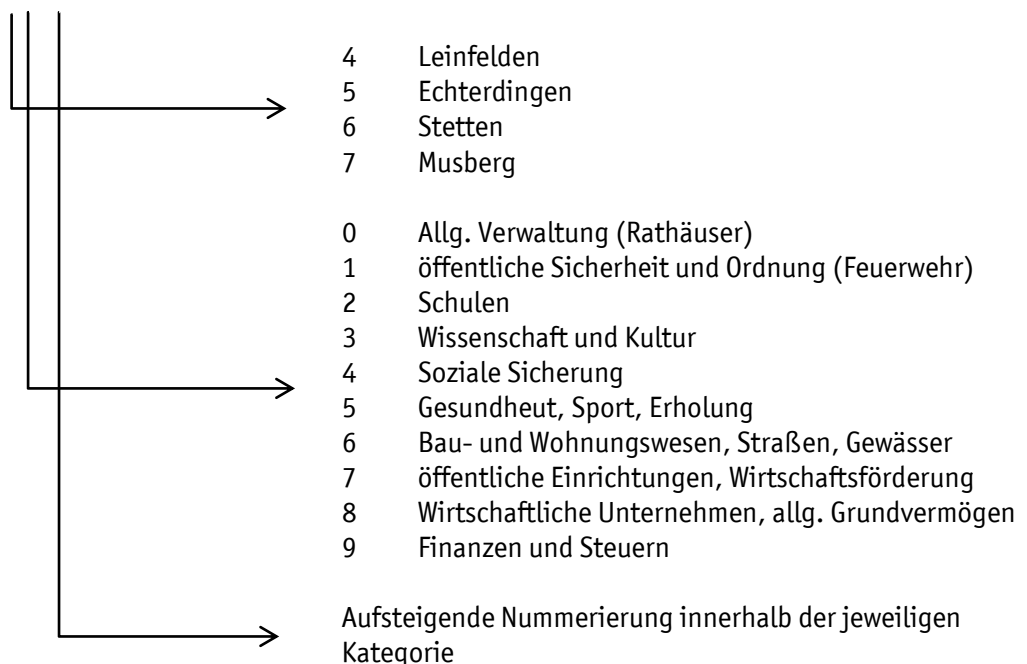 4 Leinfelden
5 Echterdingen
6 Stetten
7 Musberg
0 Allg. Verwaltung (Rathäuser)
1 öffentliche Sicherheit und Ordnung (Feuerwehr)
2 Schulen
3 Wissenschaft und Kultur
4 Soziale Sicherung
5 Gesundheut, Sport, Erholung
6 Bau- und Wohnungswesen, Straßen, Gewässer
7 öffentliche Einrichtungen, Wirtschaftsförderung
8 Wirtschaftliche Unternehmen, allg. Grundvermögen
9 Finanzen und Steuern
Aufsteigende Nummerierung innerhalb der jeweiligen
Kategorie